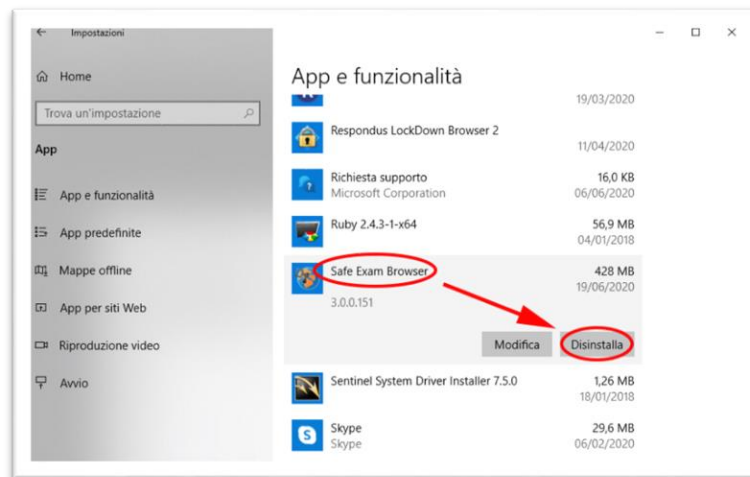 Impostazioni
Home
Trova un'impostazione
App
App e funzionalità
App predefinite
Mappe offline
App per siti Web
Riproduzione video
Avvio
App e funzionalità
19/03/2020
Respondus LockDown Browser 2
11/04/2020
Richiesta supporto 16,0 KB
Microsoft Corporation 06/06/2020
Ruby 2.4.3-1-x64 56,9 MB
04/01/2018
Safe Exam Browser 428 MB
19/06/2020
3.0.0.151
Modifica Disinstalla
Sentinel System Driver Installer 7.5.0 1,26 MB
18/01/2018
Skype 29,6 MB
Skype 06/02/2020